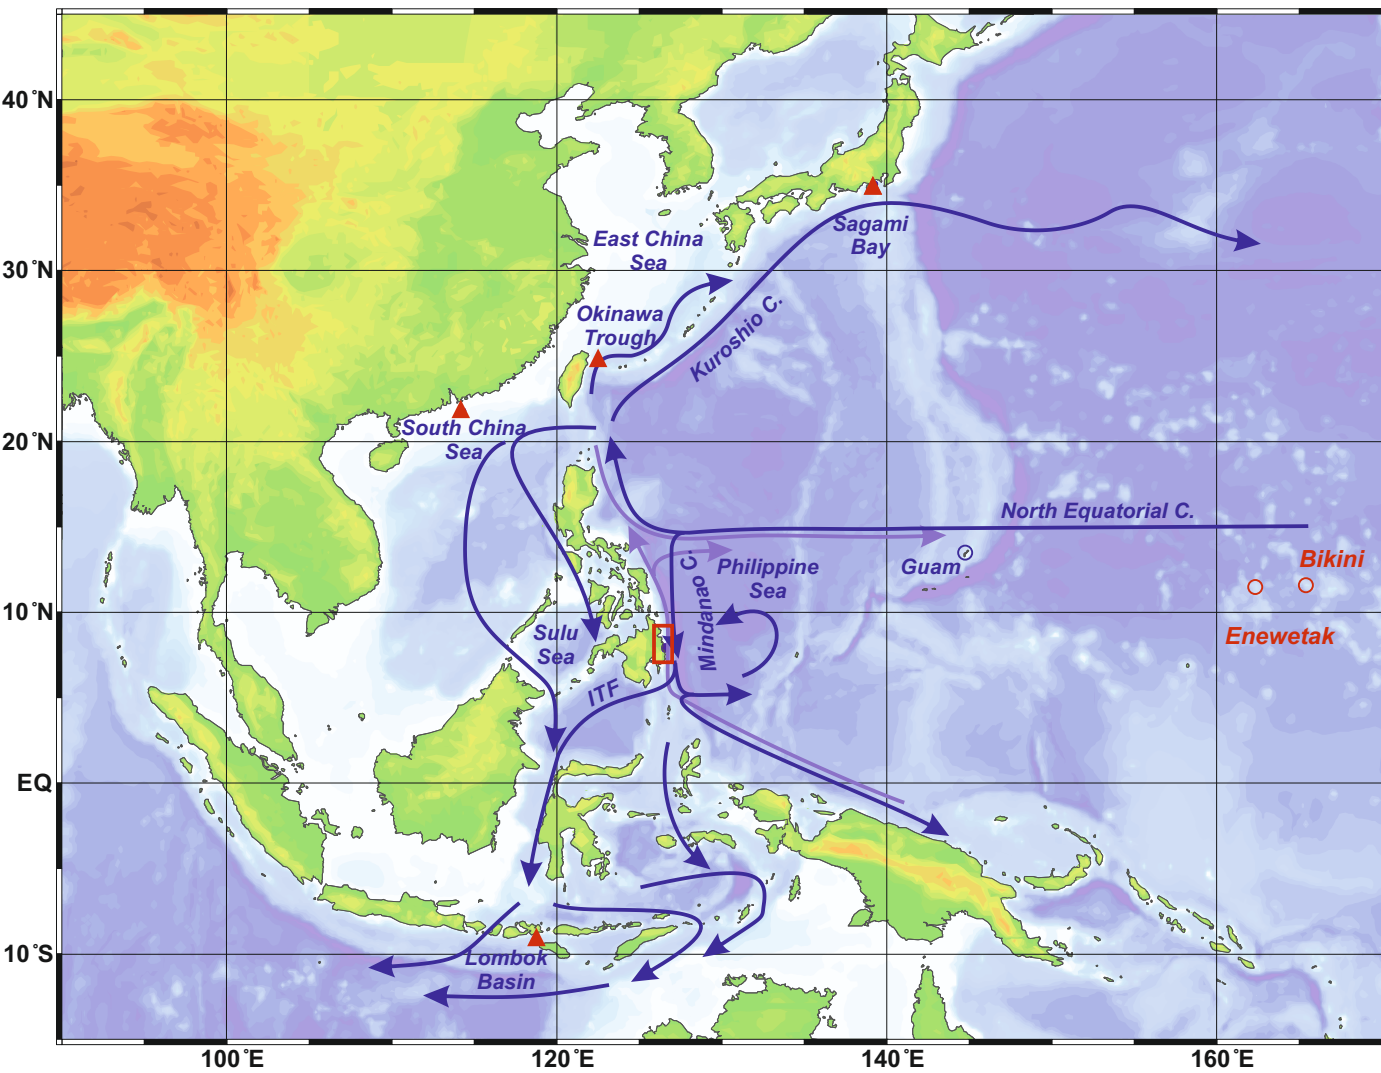 40°N
30°N
20°N
10°N
EQ
10°S
100°E
120°E
140°E
160°E
East China
Sea
Sagami
Bay
Okinawa
Trough
Kuroshio C.
South China
Sea
North Equatorial C.
Guam
Bikini
Enewetak
Philippine
Sea
Mindanao C.
Sulu
Sea
ITF
Lombok
Basin